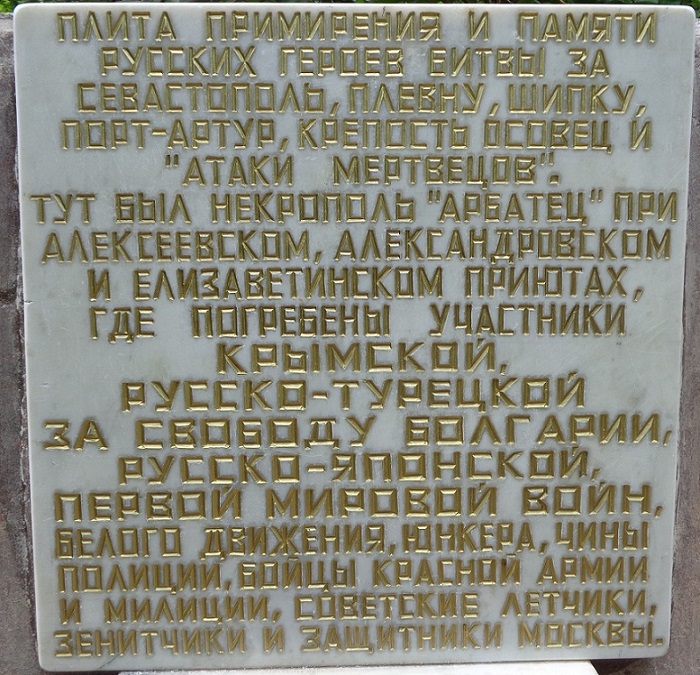 ПЛИТА ПРИМИРЕНИЯ И ПАМЯТИ
РУССКИХ ГЕРОЕВ БИТВЫ ЗА
СЕВАСТОПОЛЬ, ПЛЕВНУ, ШИПКУ,
ПОРТ-АРТУР, КРЕПОСТЬ ОСОВЕЦ И
"АТАКИ МЕРТВЕЦОВ".
ТУТ БЫЛ НЕКРОПОЛЬ "АРБАТЕЦ" ПРИ
АЛЕКСЕЕВСКОМ, АЛЕКСАНДРОВСКОМ
И ЕЛИЗАВЕТИНСКОМ ПРИЮТАХ,
ГДЕ ПОГРЕБЕНЫ УЧАСТНИКИ
КРЫМСКОЙ,
РУССКО-ТУРЕЦКОЙ
ЗА СВОБОДУ БОЛГАРИИ,
РУССКО-ЯПОНСКОЙ,
ПЕРВОЙ МИРОВОЙ ВОЙН,
БЕЛОГО ДВИЖЕНИЯ, ЮНКЕРА, ЧИНЫ
ПОЛИЦИИ, БОЙЦЫ КРАСНОЙ АРМИИ
И МИЛИЦИИ, СОВЕТСКИЕ ЛЕТЧИКИ,
ЗЕНИТЧИКИ И ЗАЩИТНИКИ МОСКВЫ.